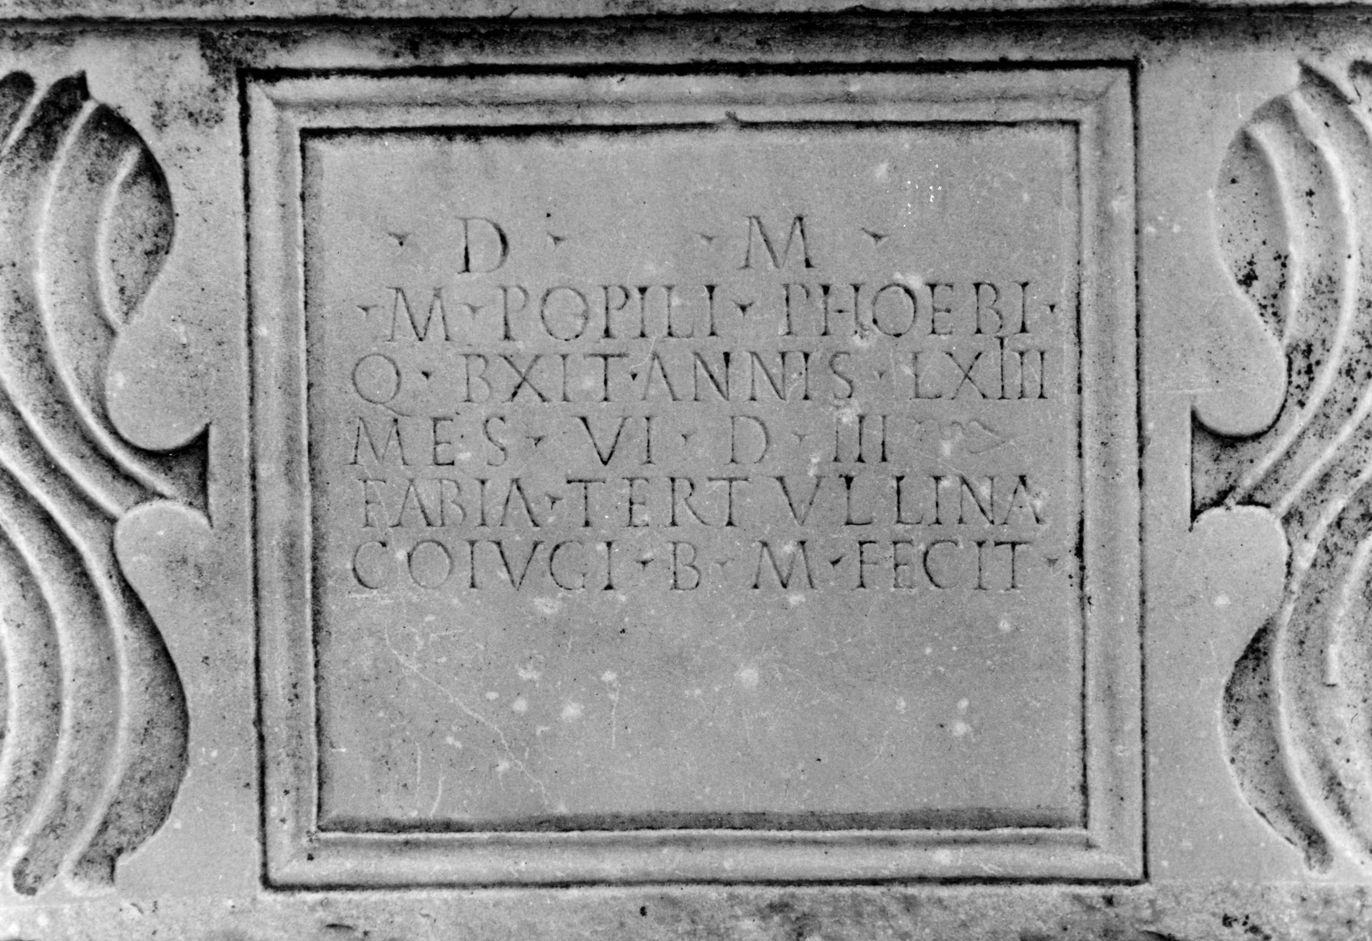 · D · · M ·
· M · POPILI · PHOEBI ·
Q · BXIT · ANNIS · LXIII
MES · VI · D · III
FABIA · TERTVLLINA
COIVGI · B · M · FECIT ·